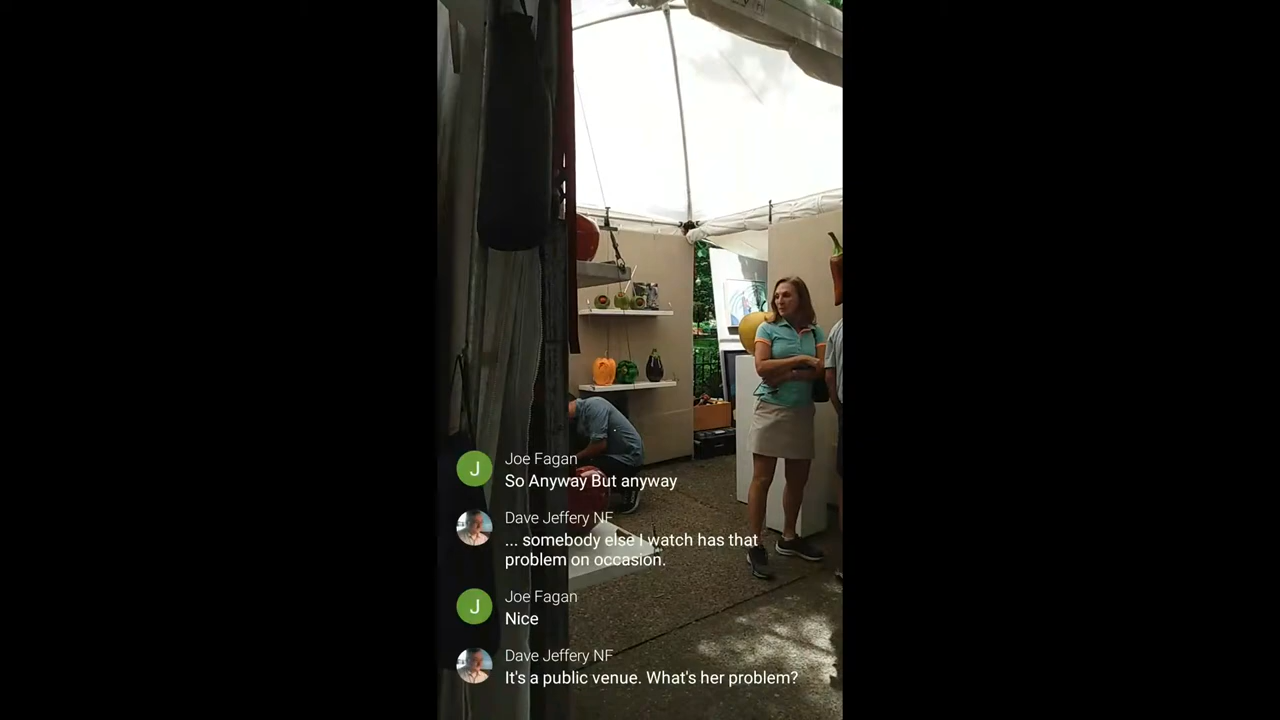 J
Joe Fagan
So Anyway But anyway
Dave Jeffery NF
... somebody else I watch has that
problem on occasion.
J
Joe Fagan
Nice
Dave Jeffery NF
It's a public venue. What's her problem?